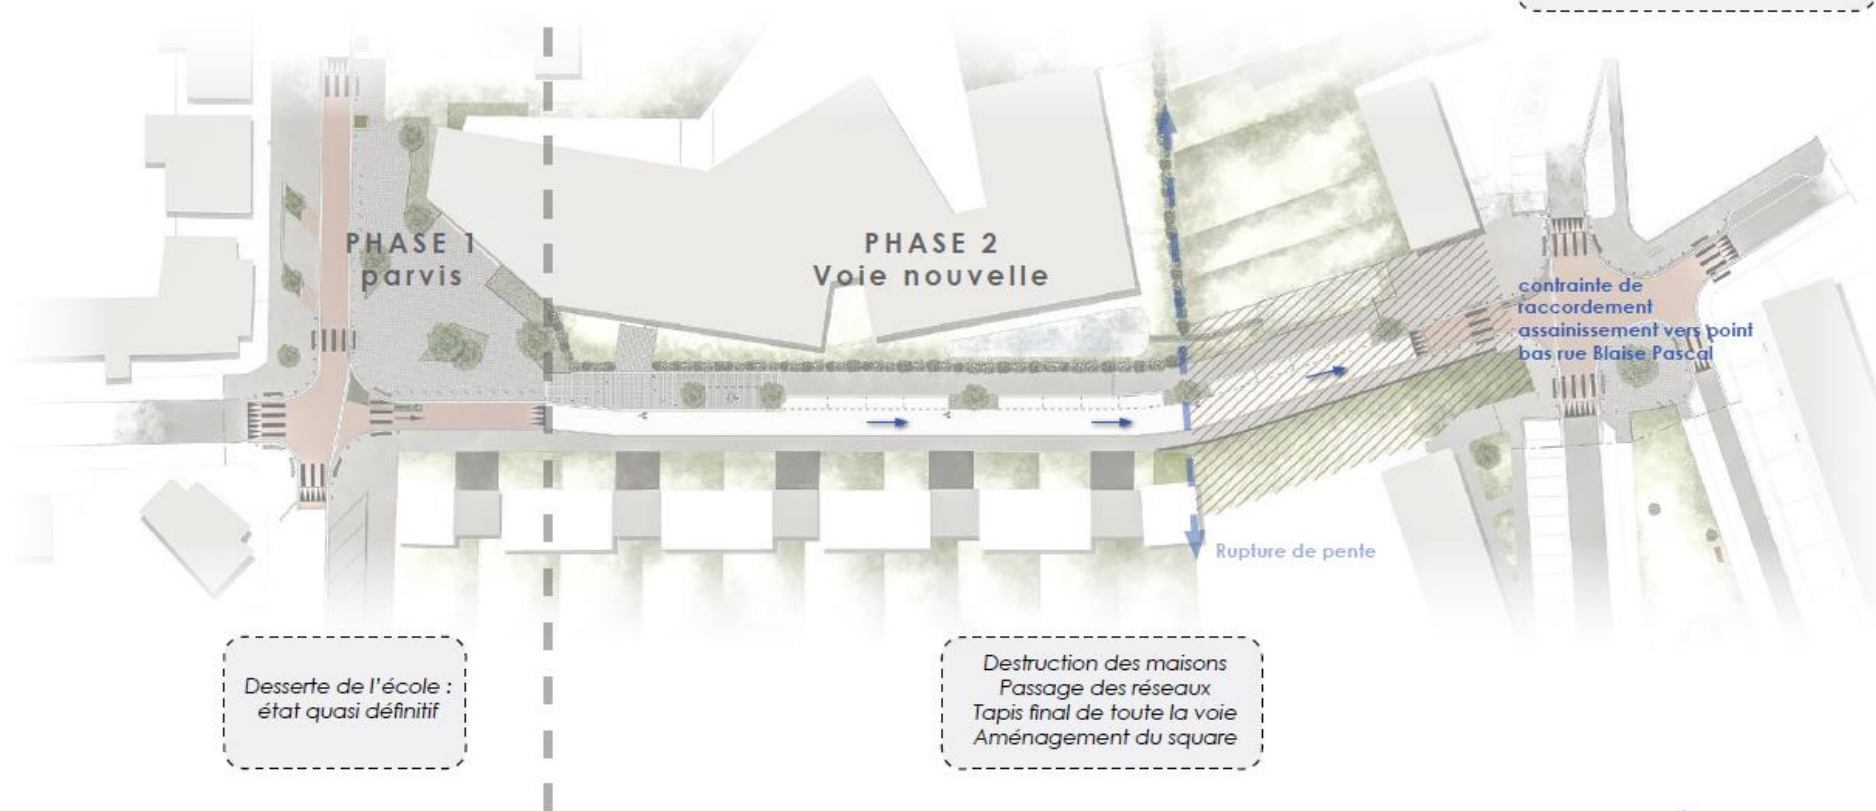 PHASE 1
parvis
PHASE 2
Voie nouvelle
contrainte de
raccordement
assainissement vers point
bas rue Blaise Pascal
Rupture de pente
Desserte de l'école :
état quasi définitif
Destruction des maisons
Passage des réseaux
Tapis final de toute la voie
Aménagement du square